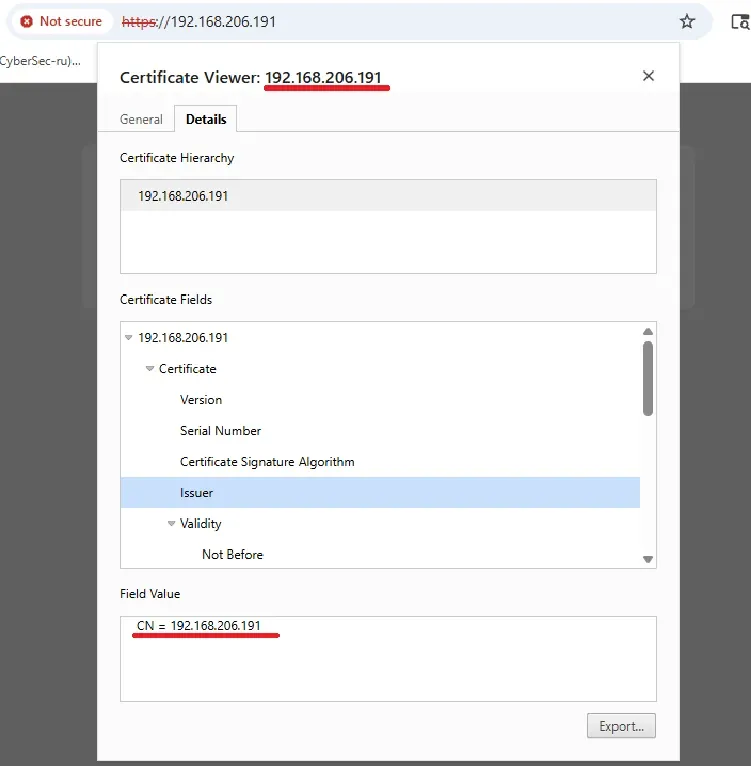 Not secure https://192.168.206.191
CyberSec-ru)...
Certificate Viewer: 192.168.206.191
General Details
Certificate Hierarchy
192.168.206.191
Certificate Fields
192.168.206.191
Certificate
Version
Serial Number
Certificate Signature Algorithm
Issuer
Validity
Not Before
Field Value
CN = 192.168.206.191
Export...